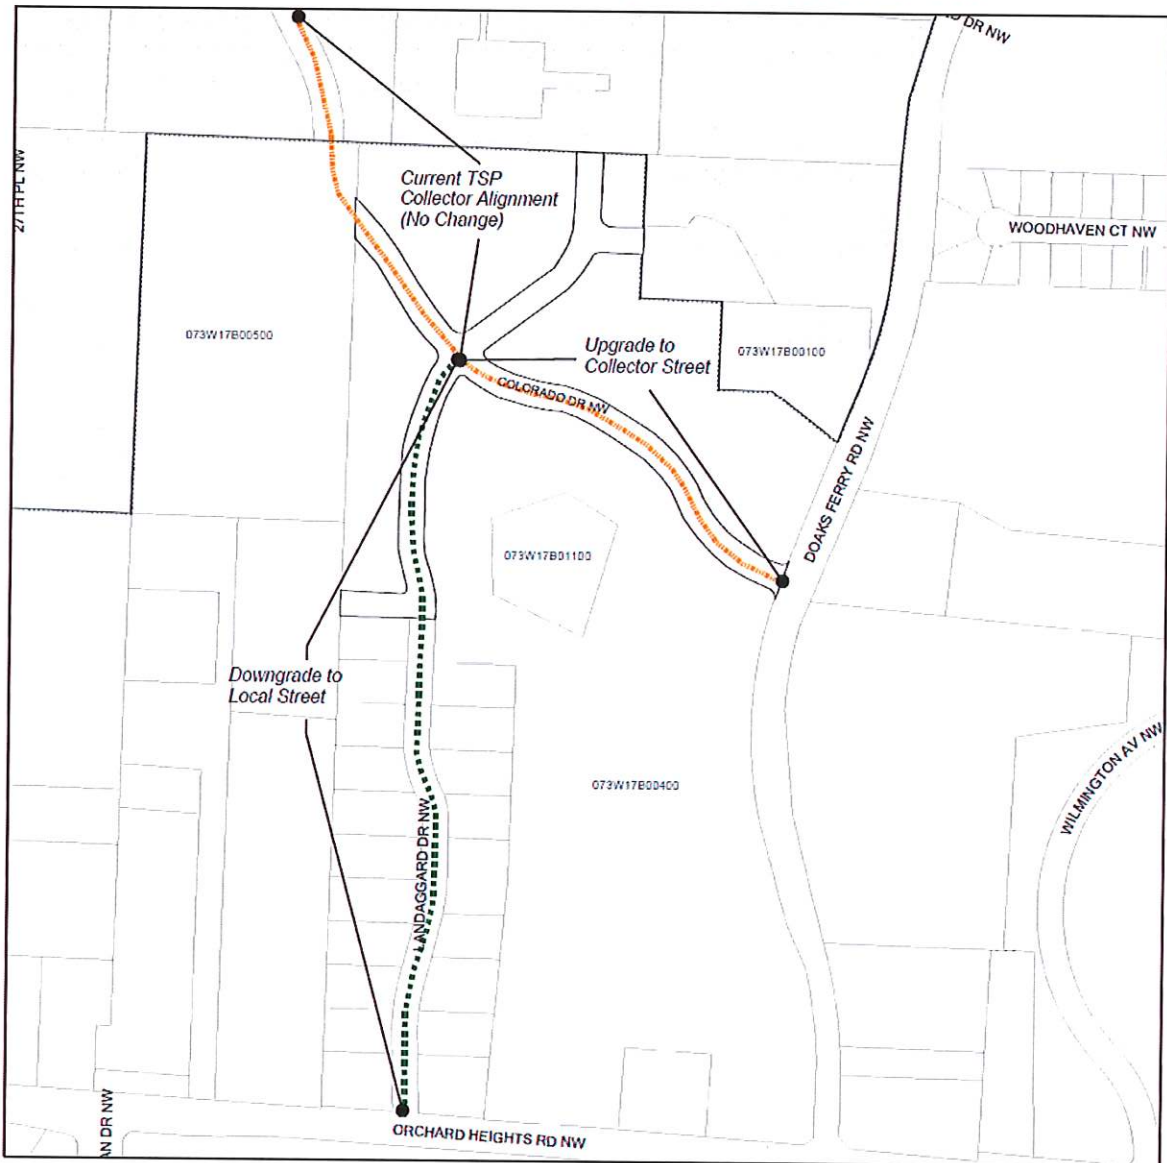 DR NW
27TH PL NW
Current TSP
Collector Alignment
(No Change)
WOODHAVEN CT NW
073W17B00500
Upgrade to
Collector Street
073W17B00100
COLORADO DR NW
DOAKS FERRY RD NW
073W17B01100
Downgrade to
Local Street
073W17B00400
WILMINGTON AV NW
LANDAGGARD DR NW
AN DR NW
ORCHARD HEIGHTS RD NW